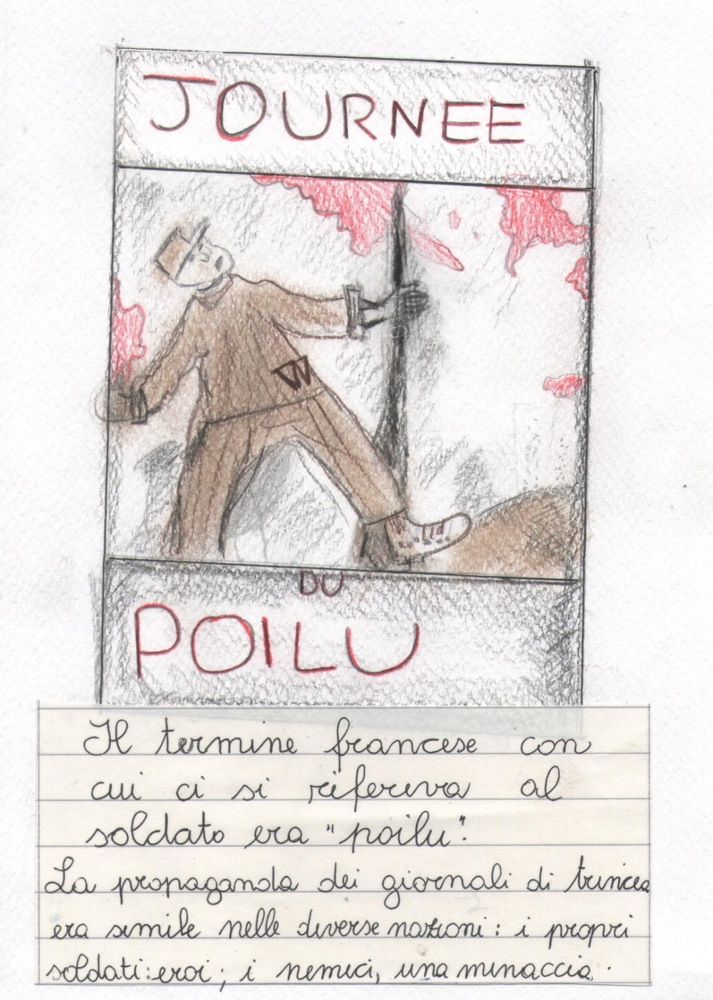 JOURNEE
DU
POILU
Il termine francese con
cui ci si riferiva al
soldato era "poilu".
La propaganda dei giornali di trincea
era simile nelle diverse nazioni: i propri
soldati: eroi; i nemici, una minaccia.